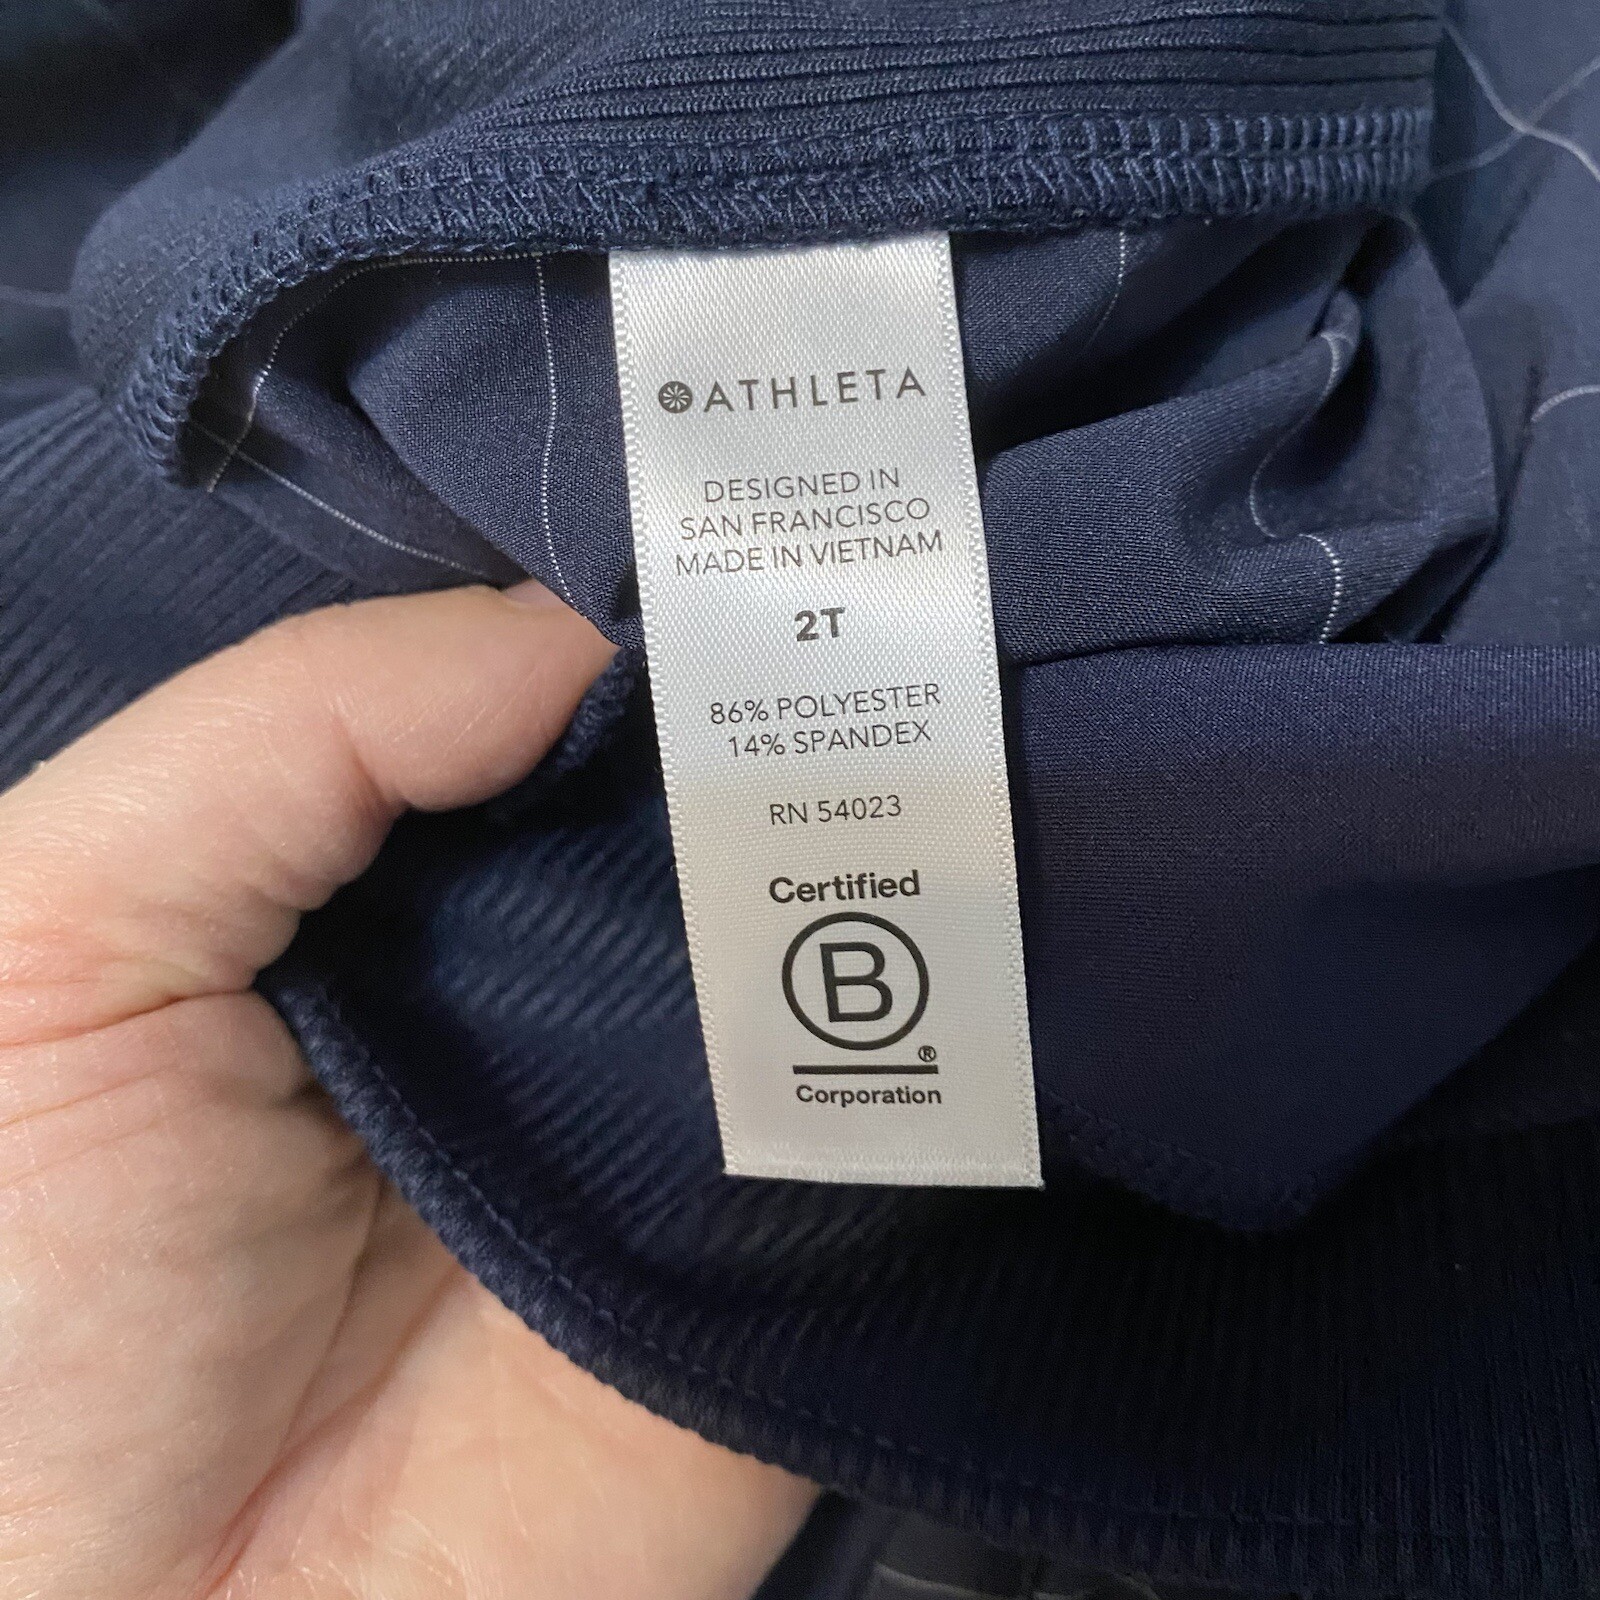 ATHLETA
DESIGNED IN
SAN FRANCISCO
MADE IN VIETNAM
2T
86% POLYESTER
14% SPANDEX
RN 54023
Certified
B
®
Corporation